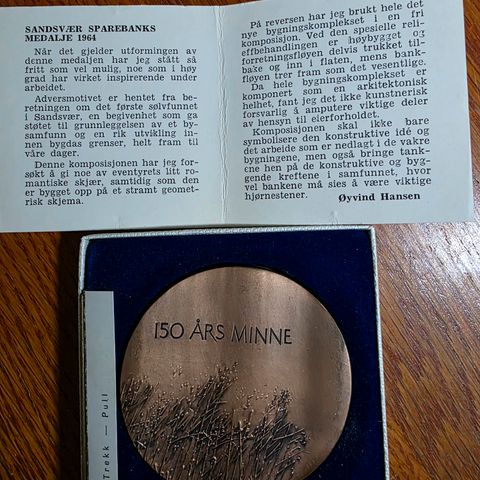 SANDSVÆR SPAREBANKS
MEDALJE 1964
Når det gjelder utformingen av
denne medaljen har jeg stått så
fritt som vel mulig, noe som i høy
grad har virket inspirerende under
arbeidet.
Adversmotivet er hentet fra be-
retningen om det første sølvfunnet
i Sandsvær, en begivenhet som ga
støtet til grunnleggelsen av et by-
samfunn og en rik utvikling innen
bygdas grenser, helt fram til
våre dager.
Denne komposisjonen har jeg for-
søkt å gi noe av eventyrets litt ro-
mantiske skjær, samtidig som den
er bygget opp på et stramt geomet-
risk skjema.
På reversen har jeg brukt hele det
nye bygningskomplekset i en fri
komposisjon. Ved den spesielle reli-
effbehandlingen er høybygget og
forretningsfløyen delvis trukket til-
bake og inn i flaten, mens bank-
fløyen trer fram som det vesentlige.
Da hele bygningskomplekset er
komponert som en arkitektonisk
helhet, fant jeg det ikke kunstnerisk
forsvarlig å amputere viktige deler
av hensyn til eierforholdet.
Komposisjonen skal ikke bare
symbolisere den konstruktive idé og
det arbeide som er nedlagt i de vakre
bygningene, men også bringe tank-
ene hen på de konstruktive og byg-
gende kreftene i samfunnet, hvor
vel bankene må sies å være viktige
hjørnestener.
Øyvind Hansen
150 ÅRS MINNE
Trekk — Pull